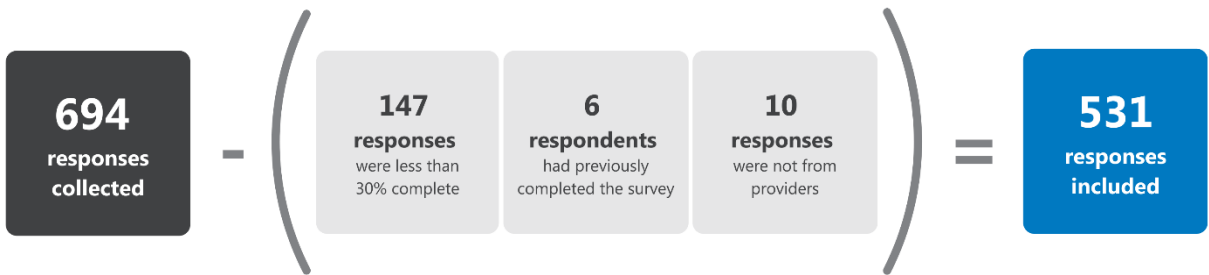 694
responses
collected
-
(
147
responses
were less than
30% complete
6
respondents
had previously
completed the survey
10
responses
were not from
providers
)
=
531
responses
included